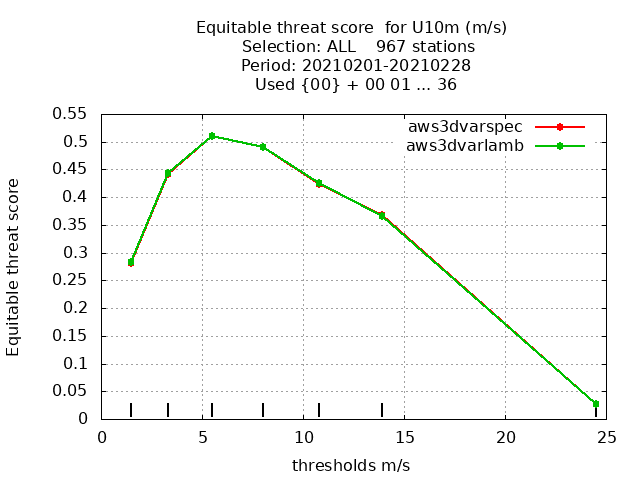 Equitable threat score  for U10m (m/s)
Selection: ALL    967 stations
Period: 20210201-20210228
Used {00} + 00 01 ... 36
aws3dvarspec
aws3dvarlamb
Equitable threat score
0.55
0.5
0.45
0.4
0.35
0.3
0.25
0.2
0.15
0.1
0.05
0
0 5 10 15 20 25
thresholds m/s